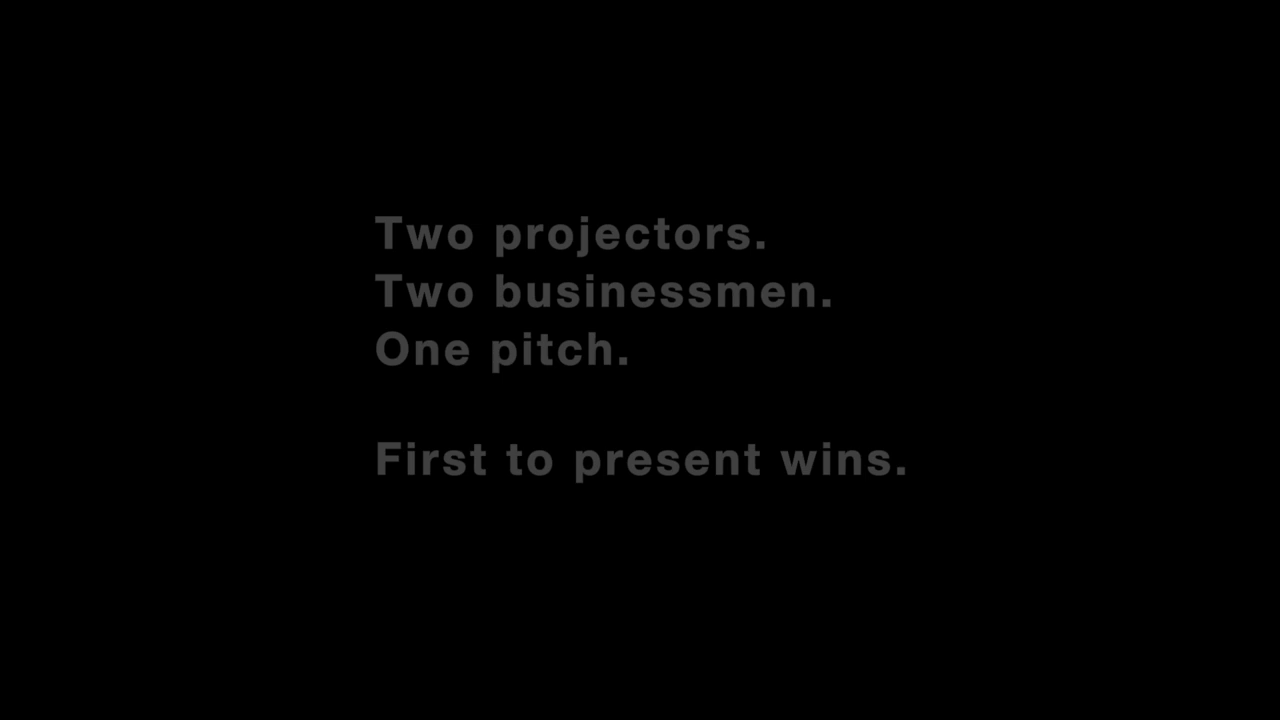 Two projectors.
Two businessmen.
One pitch.
First to present wins.